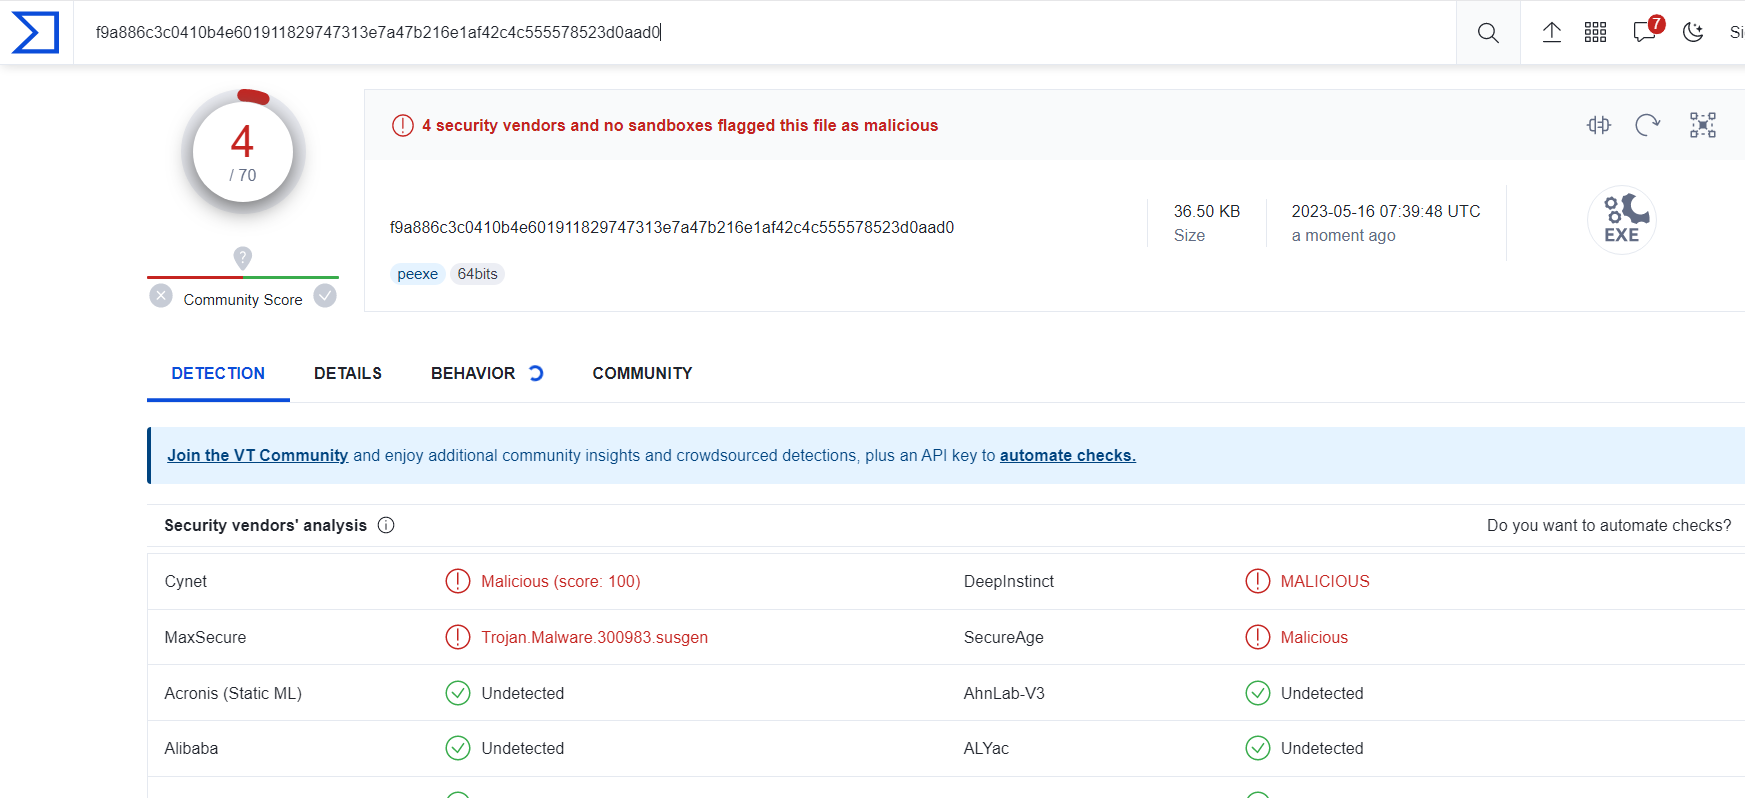 f9a886c3c0410b4e601911829747313e7a47b216e1af42c4c555578523d0aad0
7
Si
4
/ 70
4 security vendors and no sandboxes flagged this file as malicious
f9a886c3c0410b4e601911829747313e7a47b216e1af42c4c555578523d0aad0
36.50 KB
Size
2023-05-16 07:39:48 UTC
a moment ago
EXE
peexe 64bits
?
Community Score
DETECTION DETAILS BEHAVIOR COMMUNITY
Join the VT Community and enjoy additional community insights and crowdsourced detections, plus an API key to automate checks.
Security vendors' analysis Do you want to automate checks?
Cynet Malicious (score: 100) DeepInstinct MALICIOUS
MaxSecure Trojan.Malware.300983.susgen SecureAge Malicious
Acronis (Static ML) Undetected AhnLab-V3 Undetected
Alibaba Undetected ALYac Undetected